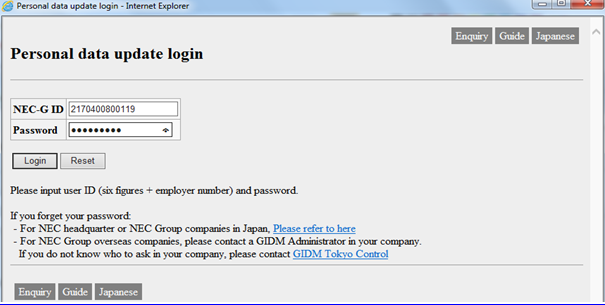 Personal data update login - Internet Explorer
Enquiry Guide Japanese
Personal data update login
NEC-G ID 2170400800119
Password ●●●●●●●●●
Login Reset
Please input user ID (six figures + employer number) and password.
If you forget your password:
- For NEC headquarter or NEC Group companies in Japan, Please refer to here
- For NEC Group overseas companies, please contact a GIDM Administrator in your company.
If you do not know who to ask in your company, please contact GIDM Tokyo Control
Enquiry Guide Japanese